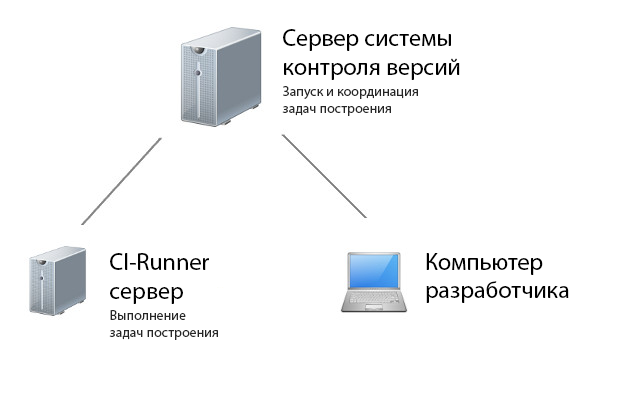 Сервер системы
контроля версий
Запуск и координация
задач построения
CI-Runner
сервер
Выполнение
задач построения
Компьютер
разработчика